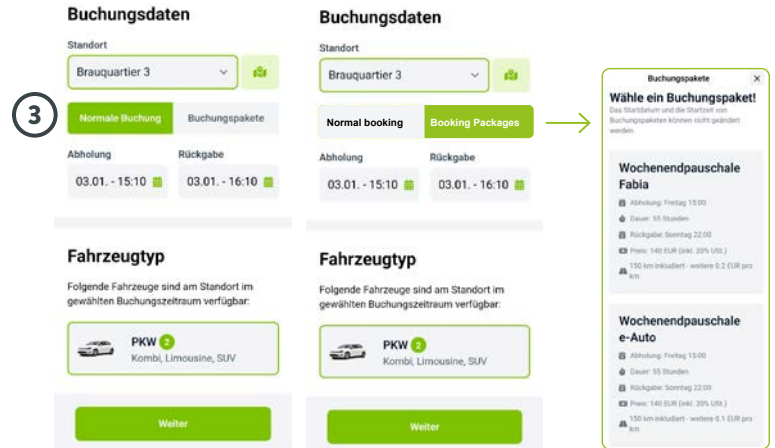 3
Buchungsdaten
Standort
Brauquartier 3
Normale Buchung
Buchungspakete
Abholung
Rückgabe
03.01. - 15:10
03.01. - 16:10
Fahrzeugtyp
Folgende Fahrzeuge sind am Standort im
gewählten Buchungszeitraum verfügbar:
PKW 2
Kombi, Limousine, SUV
Weiter
Buchungsdaten
Standort
Brauquartier 3
Normal booking
Booking Packages
Abholung
Rückgabe
03.01. - 15:10
03.01. - 16:10
Fahrzeugtyp
Folgende Fahrzeuge sind am Standort im
gewählten Buchungszeitraum verfügbar:
PKW 2
Kombi, Limousine, SUV
Weiter
Buchungspakete
Wähle ein Buchungspaket!
Das Startdatum und die Startzeit von
Buchungspaketen können nicht geändert
werden.
Wochenendpauschale
Fabia
Abholung: Freitag 15:00
Dauer: 55 Stunden
Rückgabe: Sonntag 22:00
Preis: 140 EUR (inkl. 20% USt.)
150 km inkludiert - weitere 0.2 EUR pro
km
Wochenendpauschale
e-Auto
Abholung: Freitag 15:00
Dauer: 55 Stunden
Rückgabe: Sonntag 22:00
Preis: 140 EUR (inkl. 20% USt.)
150 km inkludiert - weitere 0.1 EUR pro
km